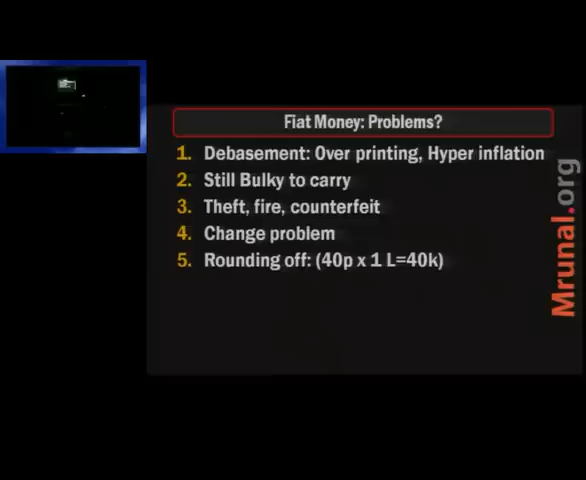 Fiat Money: Problems?
1. Debasement: Over printing, Hyper inflation
2. Still Bulky to carry
3. Theft, fire, counterfeit
4. Change problem
5. Rounding off: (40p x 1 L=40k)
Mrunal.org